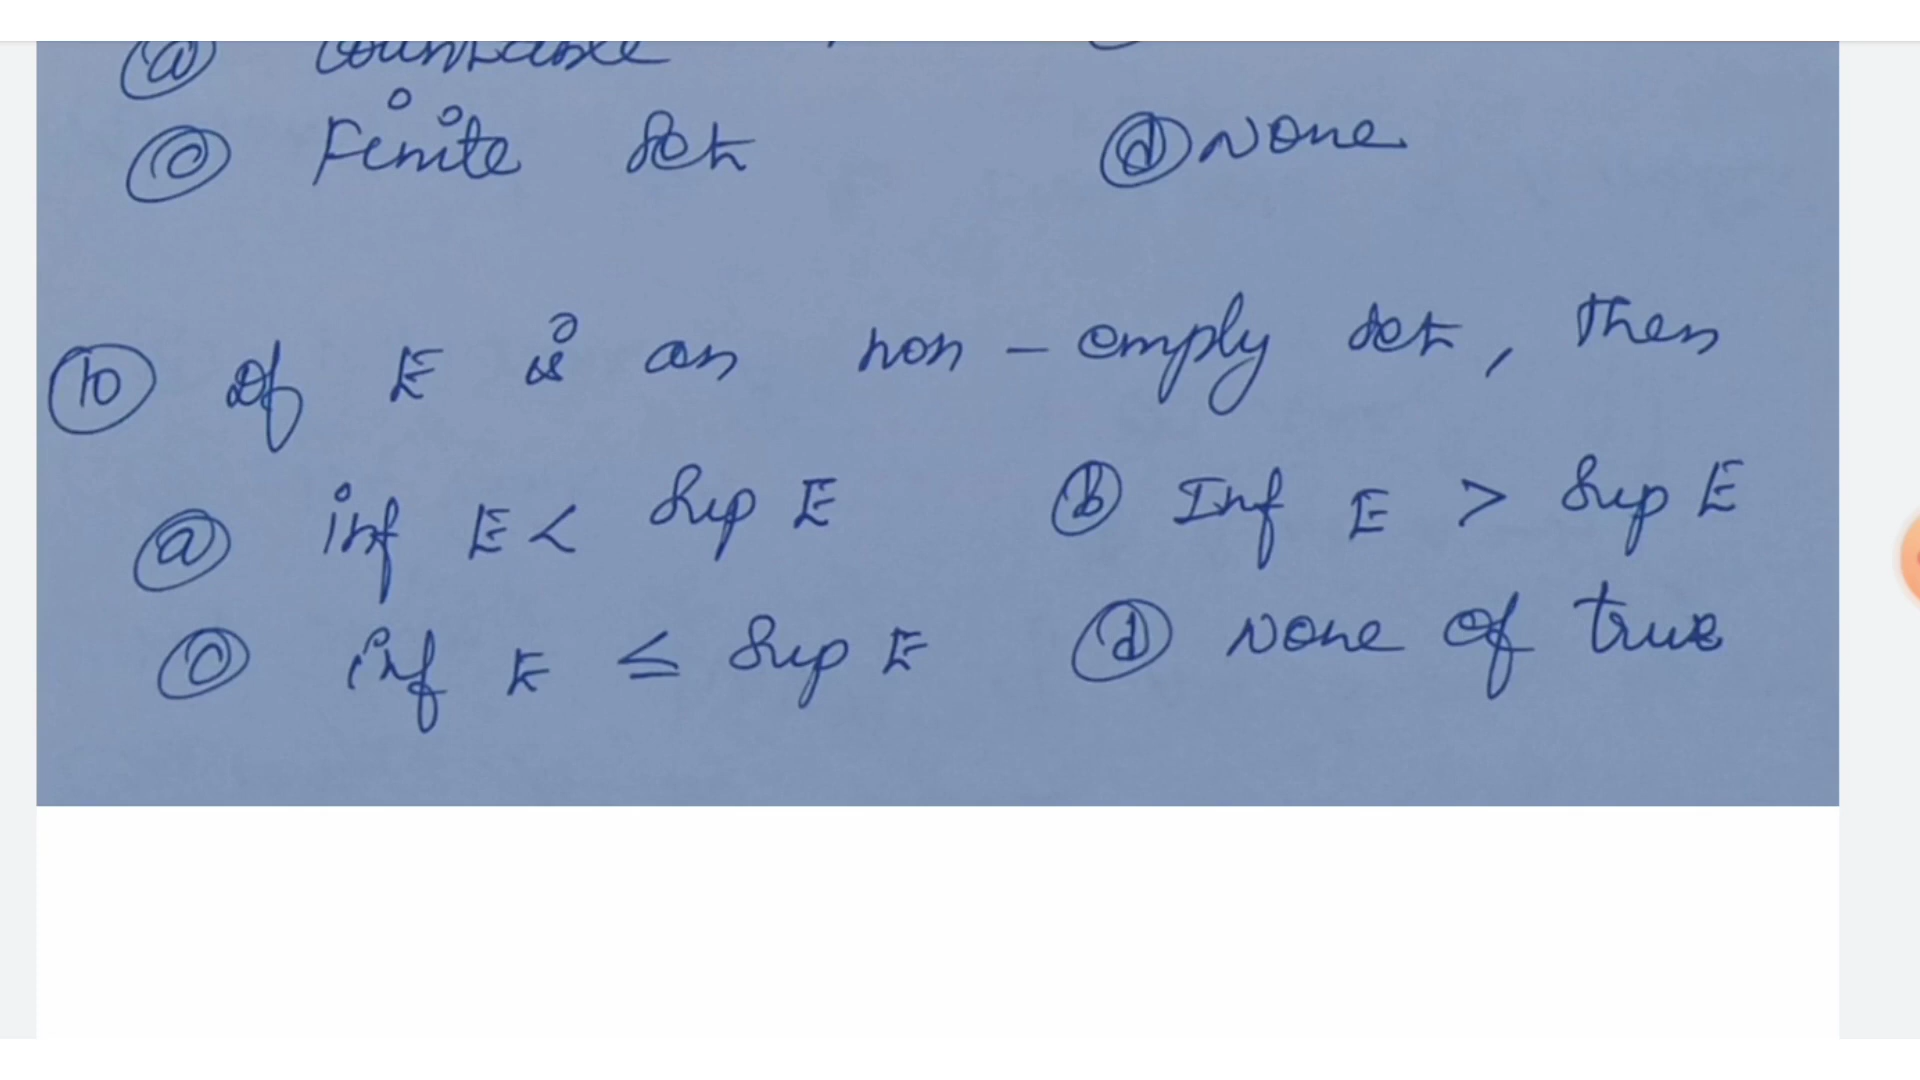 (a) Countable
(c) Finite Set (d) None
(10) If E is an non-emply set, then
(a) inf E < Sup E (b) Inf E > Sup E
(c) inf E ≤ Sup E (d) None of true